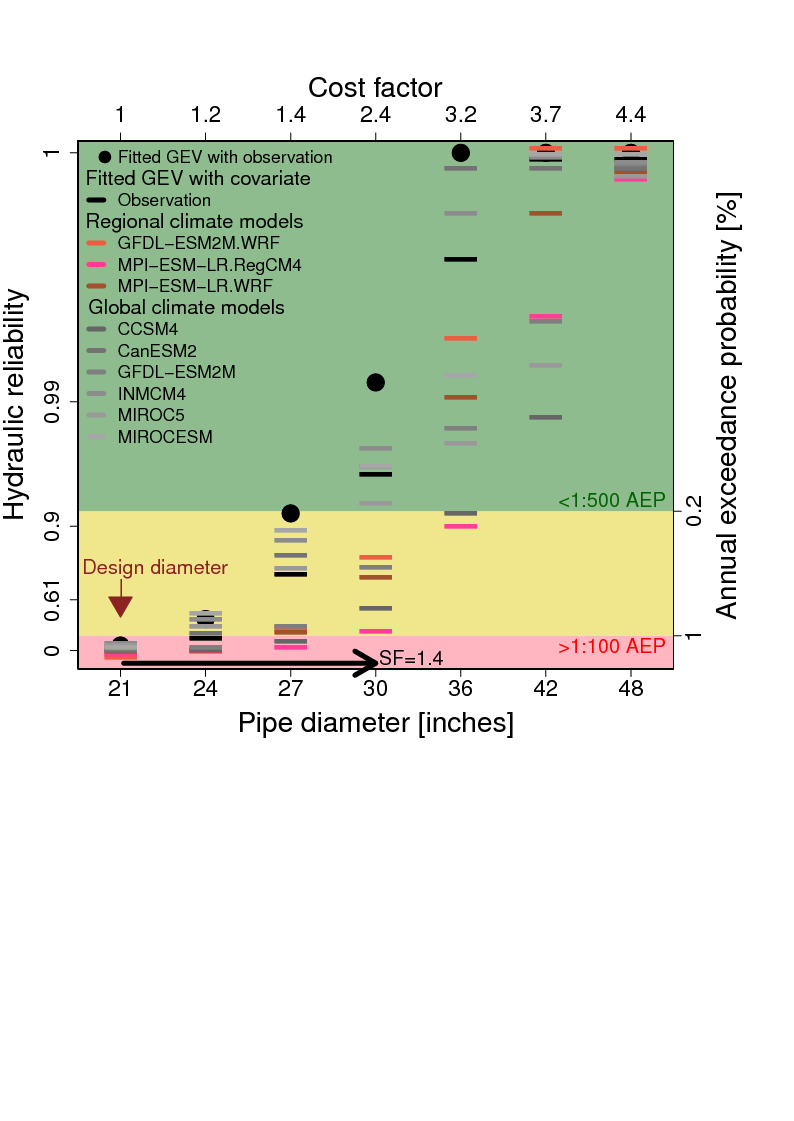 Cost factor
1 1.2 1.4 2.4 3.2 3.7 4.4
Hydraulic reliability
1
0.99
0.9
0.61
0
Fitted GEV with observation
Fitted GEV with covariate
Observation
Regional climate models
GFDL−ESM2M.WRF
MPI−ESM−LR.RegCM4
MPI−ESM−LR.WRF
Global climate models
CCSM4
CanESM2
GFDL−ESM2M
INMCM4
MIROC5
MIROCESM
<1:500 AEP
Design diameter
>1:100 AEP
SF=1.4
0.2
1
Annual exceedance probability [%]
21 24 27 30 36 42 48
Pipe diameter [inches]